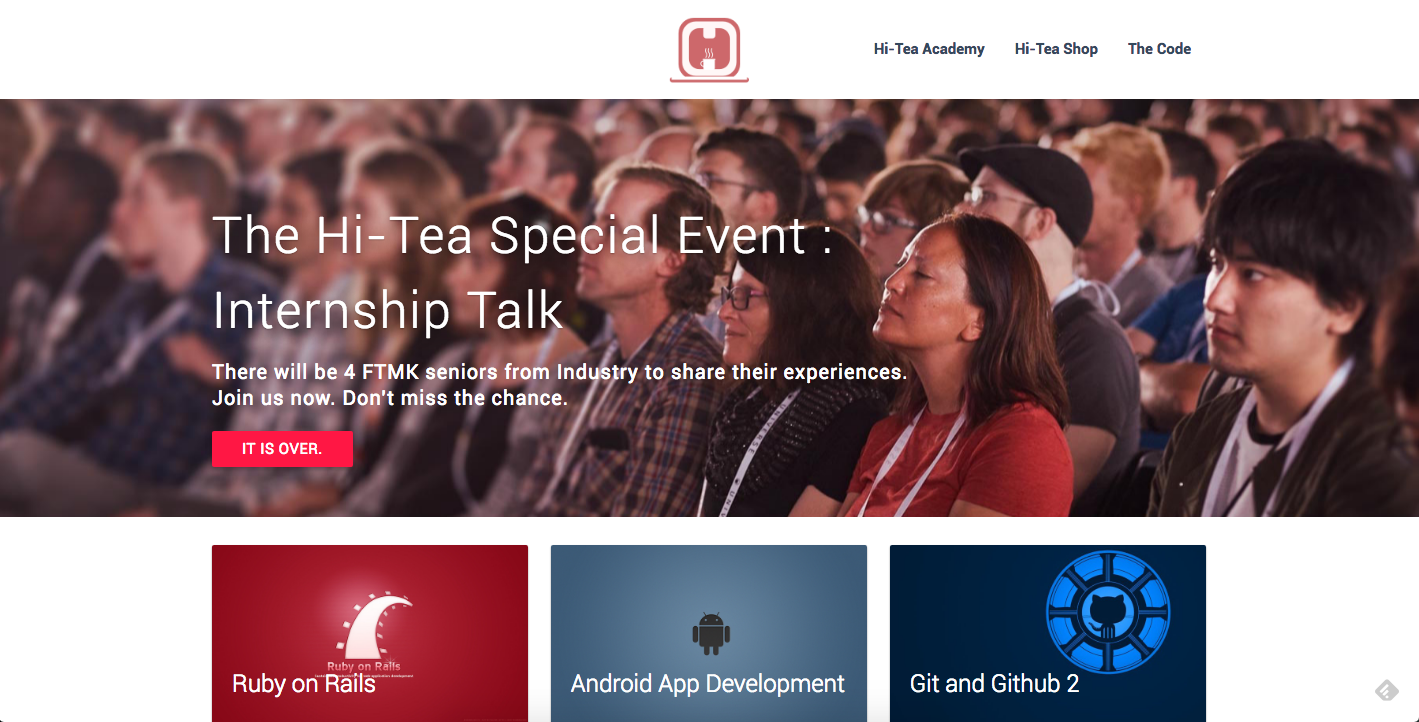 Hi-Tea Academy Hi-Tea Shop The Code
The Hi-Tea Special Event :
Internship Talk
There will be 4 FTMK seniors from Industry to share their experiences.
Join us now. Don't miss the chance.
IT IS OVER.
Ruby on Rails
Ruby on Rails
Android App Development
Git and Github 2